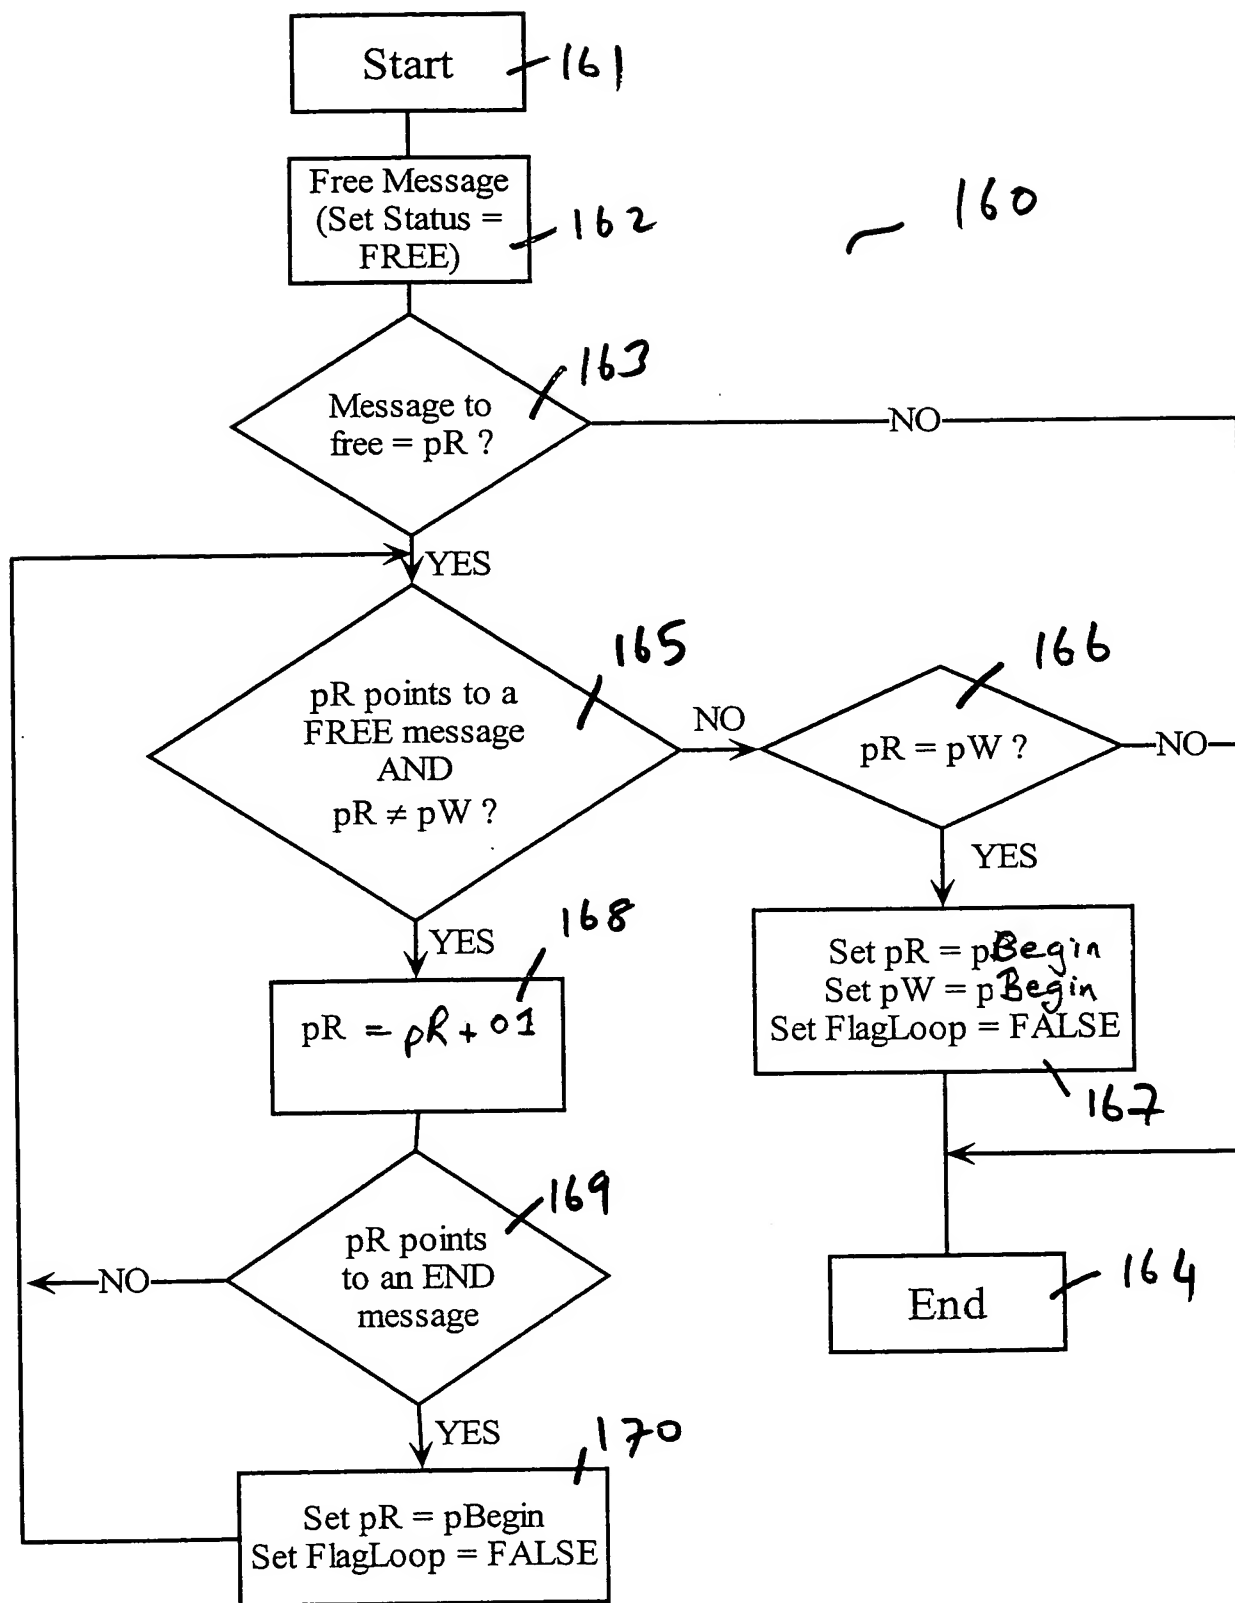 Start
161
Free Message
(Set Status =
FREE)
162
160
163
Message to
free = pR ?
NO
YES
165
166
pR points to a
FREE message
AND
pR ≠ pW ?
NO
pR = pW ?
NO
YES
YES
168
pR = pR + 01
Set pR = pBegin
Set pW = pBegin
Set FlagLoop = FALSE
167
169
pR points
to an END
message
NO
164
End
YES
170
Set pR = pBegin
Set FlagLoop = FALSE